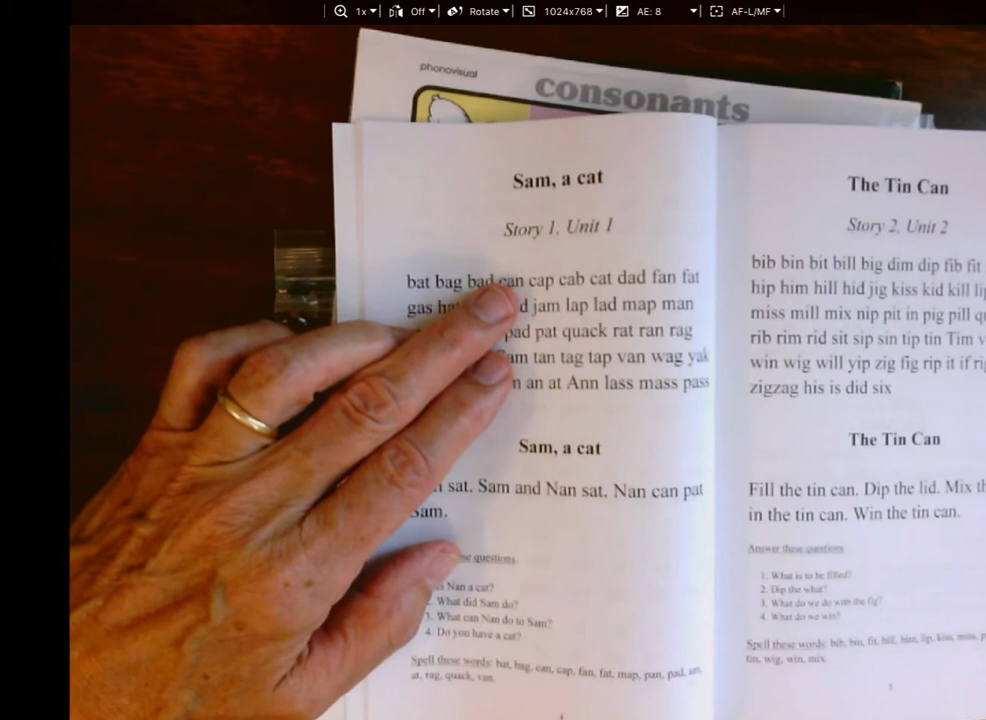 1x
Off
Rotate
1024x768
AE: 8
AF-L/MF
phonovisual
consonants
Sam, a cat
Story 1, Unit 1
bat bag bad can cap cab cat dad fan fat
gas jam lap lad map man
pad pat quack rat ran rag
tan tag tap van wag yak
an at Ann lass mass pass
Sam, a cat
sat. Sam and Nan sat. Nan can pat
Sam.
questions.
Nan a cat?
2. What did Sam do?
3. What can Nan do to Sam?
4. Do you have a cat?
Spell these words: bat, bag, can, cap, fan, fat, map, pan, pad, an,
at, rag, quack, van.
The Tin Can
Story 2, Unit 2
bib bin bit bill big dim dip fib fit
hip him hill hid jig kiss kid kill
miss mill mix nip pit in pig pill
rib rim rid sit sip sin tip tin Tim
win wig will yip zig fig rip it if
zigzag his is did six
The Tin Can
Fill the tin can. Dip the lid. Mix
in the tin can. Win the tin can.
Answer these questions.
1. What is to be filled?
2. Dip the what?
3. What do we do with the fig?
4. What do we win?
Spell these words: bib, bin, fit, hill, him, lip, kiss, miss,
tin, wig, win, mix.